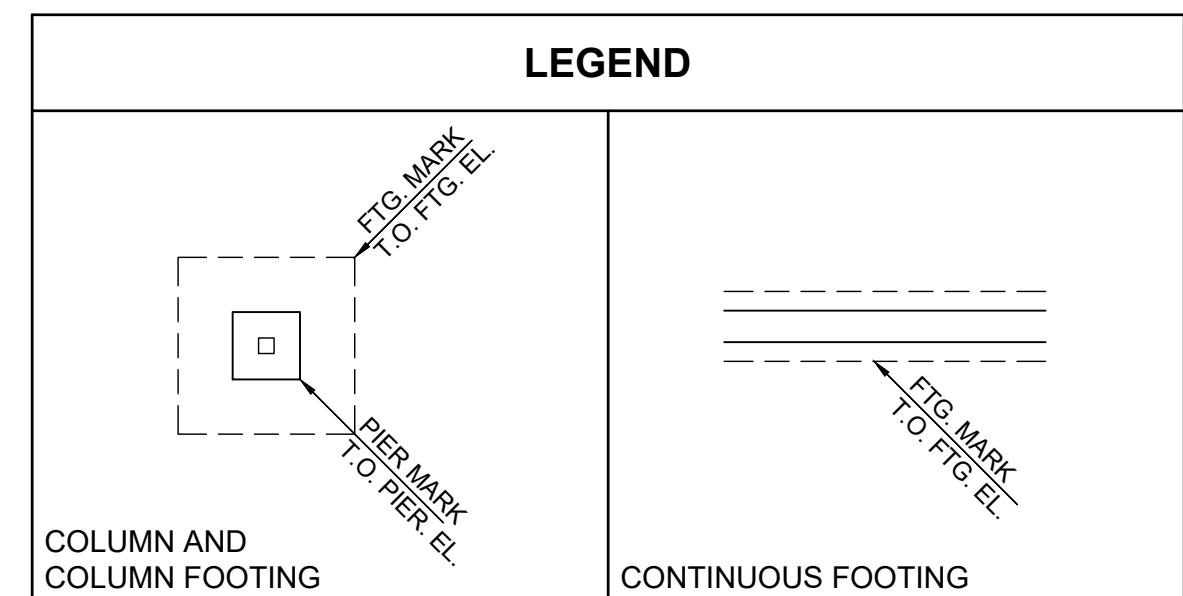 LEGEND
FTG. MARK
T.O. FTG. EL.
PIER MARK
T.O. PIER. EL.
COLUMN AND
COLUMN FOOTING
FTG. MARK
T.O. FTG. EL.
CONTINUOUS FOOTING